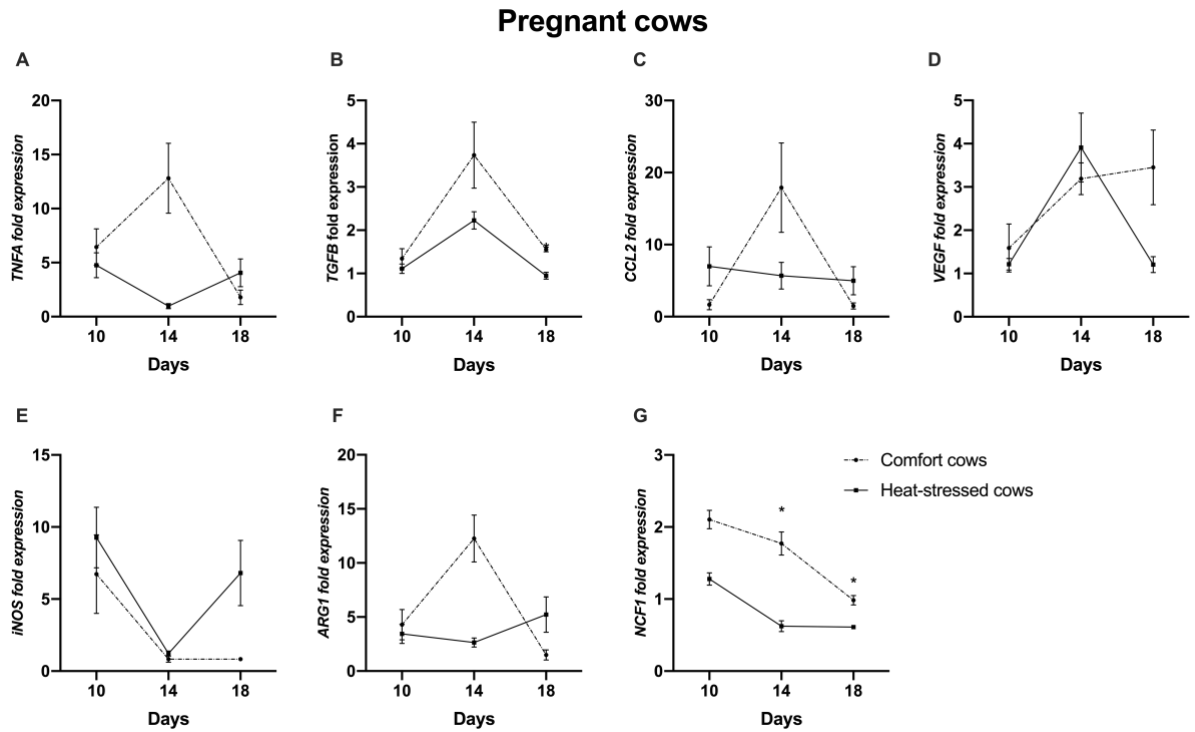 Pregnant cows
A
TNFA fold expression
20
15
10
5
0
10 14 18
Days
B
TGFB fold expression
5
4
3
2
1
0
*
10 14 18
Days
C
CCL2 fold expression
30
20
10
0
10 14 18
Days
D
VEGF fold expression
5
4
3
2
1
0
10 14 18
Days
E
iNOS fold expression
15
10
5
0
10 14 18
Days
F
ARG1 fold expression
20
15
10
5
0
10 14 18
Days
G
NCF1 fold expression
3
2
1
0
*
*
10 14 18
Days
Comfort cows
Heat-stressed cows